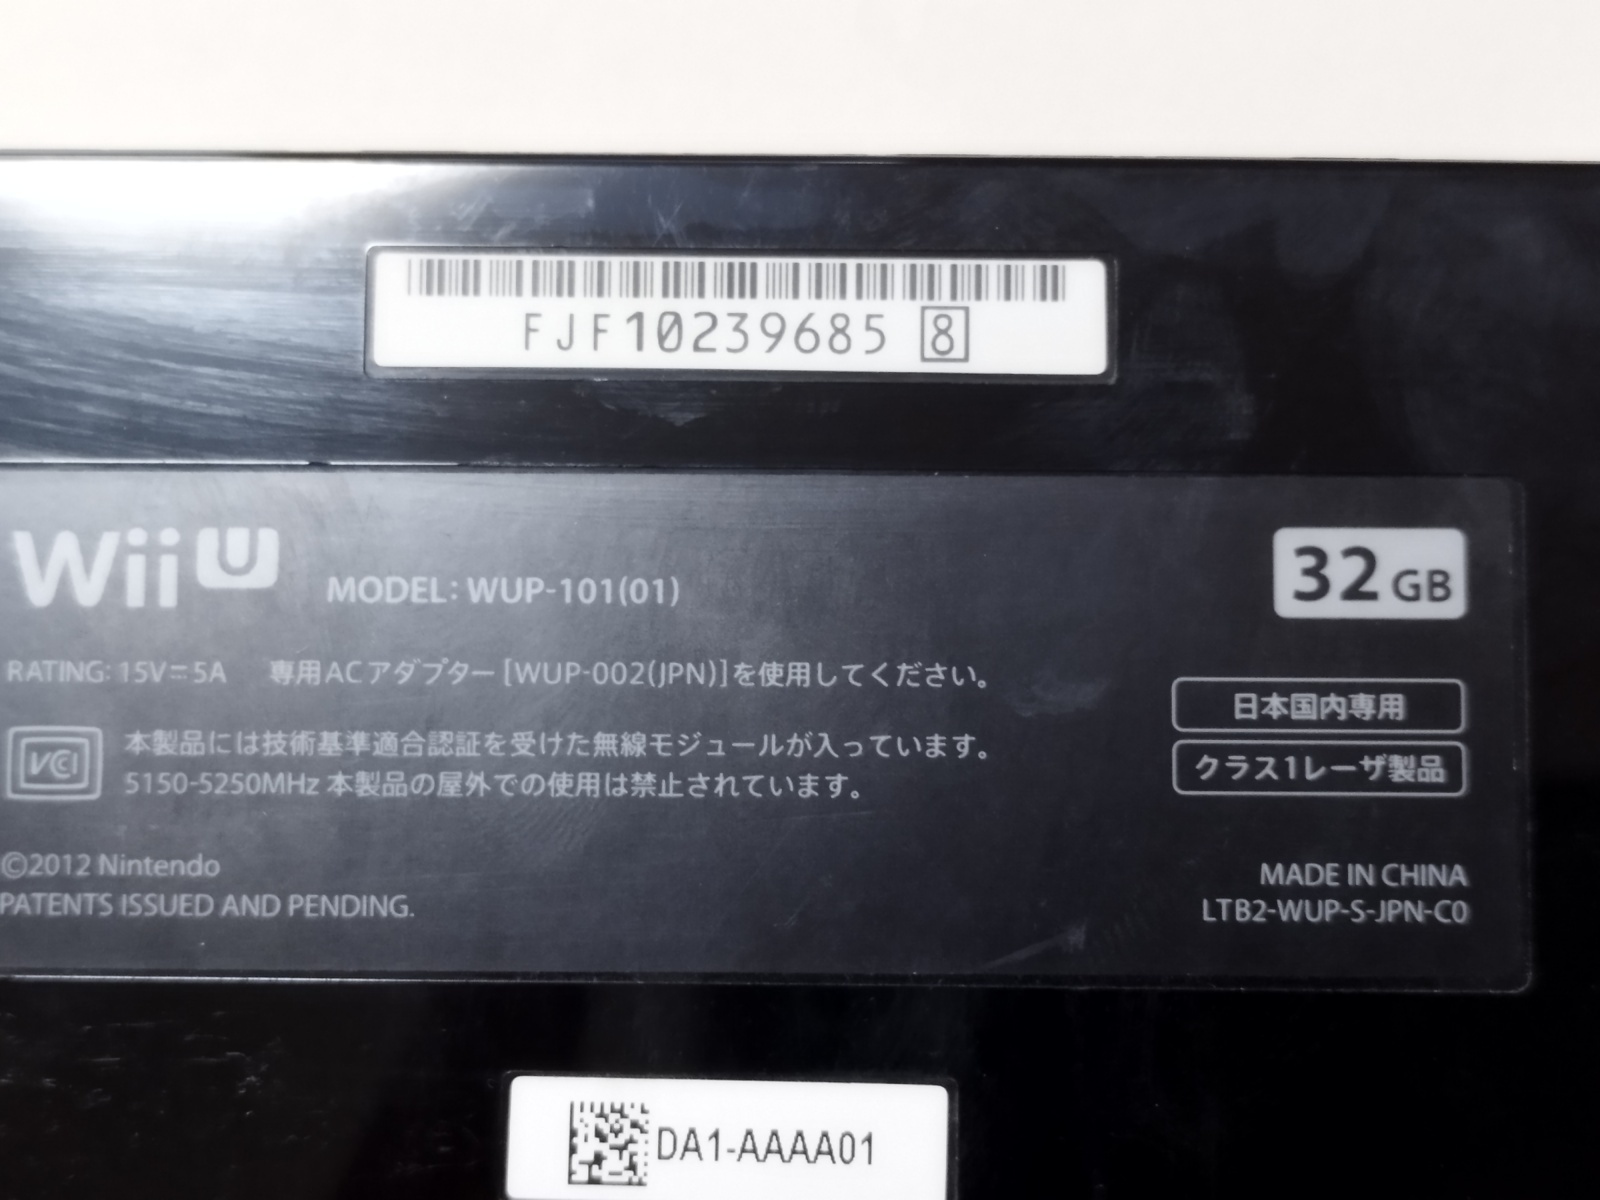 FJF10239685 8
Wii U MODEL: WUP-101(01) 32GB
RATING: 15V⎓5A 専用ACアダプター[WUP-002(JPN)]を使用してください。
日本国内専用
VCI 本製品には技術基準適合認証を受けた無線モジュールが入っています。
5150-5250MHz 本製品の屋外での使用は禁止されています。
クラス1レーザ製品
©2012 Nintendo
PATENTS ISSUED AND PENDING.
MADE IN CHINA
LTB2-WUP-S-JPN-C0
DA1-AAAA01